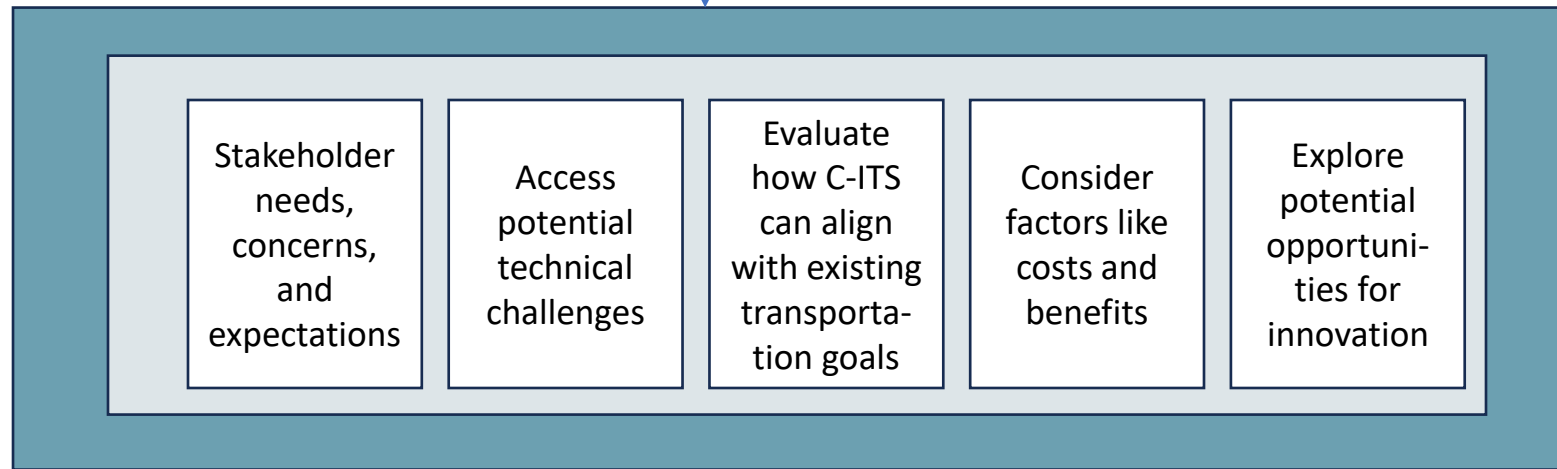 Stakeholder
needs,
concerns,
and
expectations
Access
potential
technical
challenges
Evaluate
how C-ITS
can align
with existing
transporta-
tion goals
Consider
factors like
costs and
benefits
Explore
potential
opportuni-
ties for
innovation